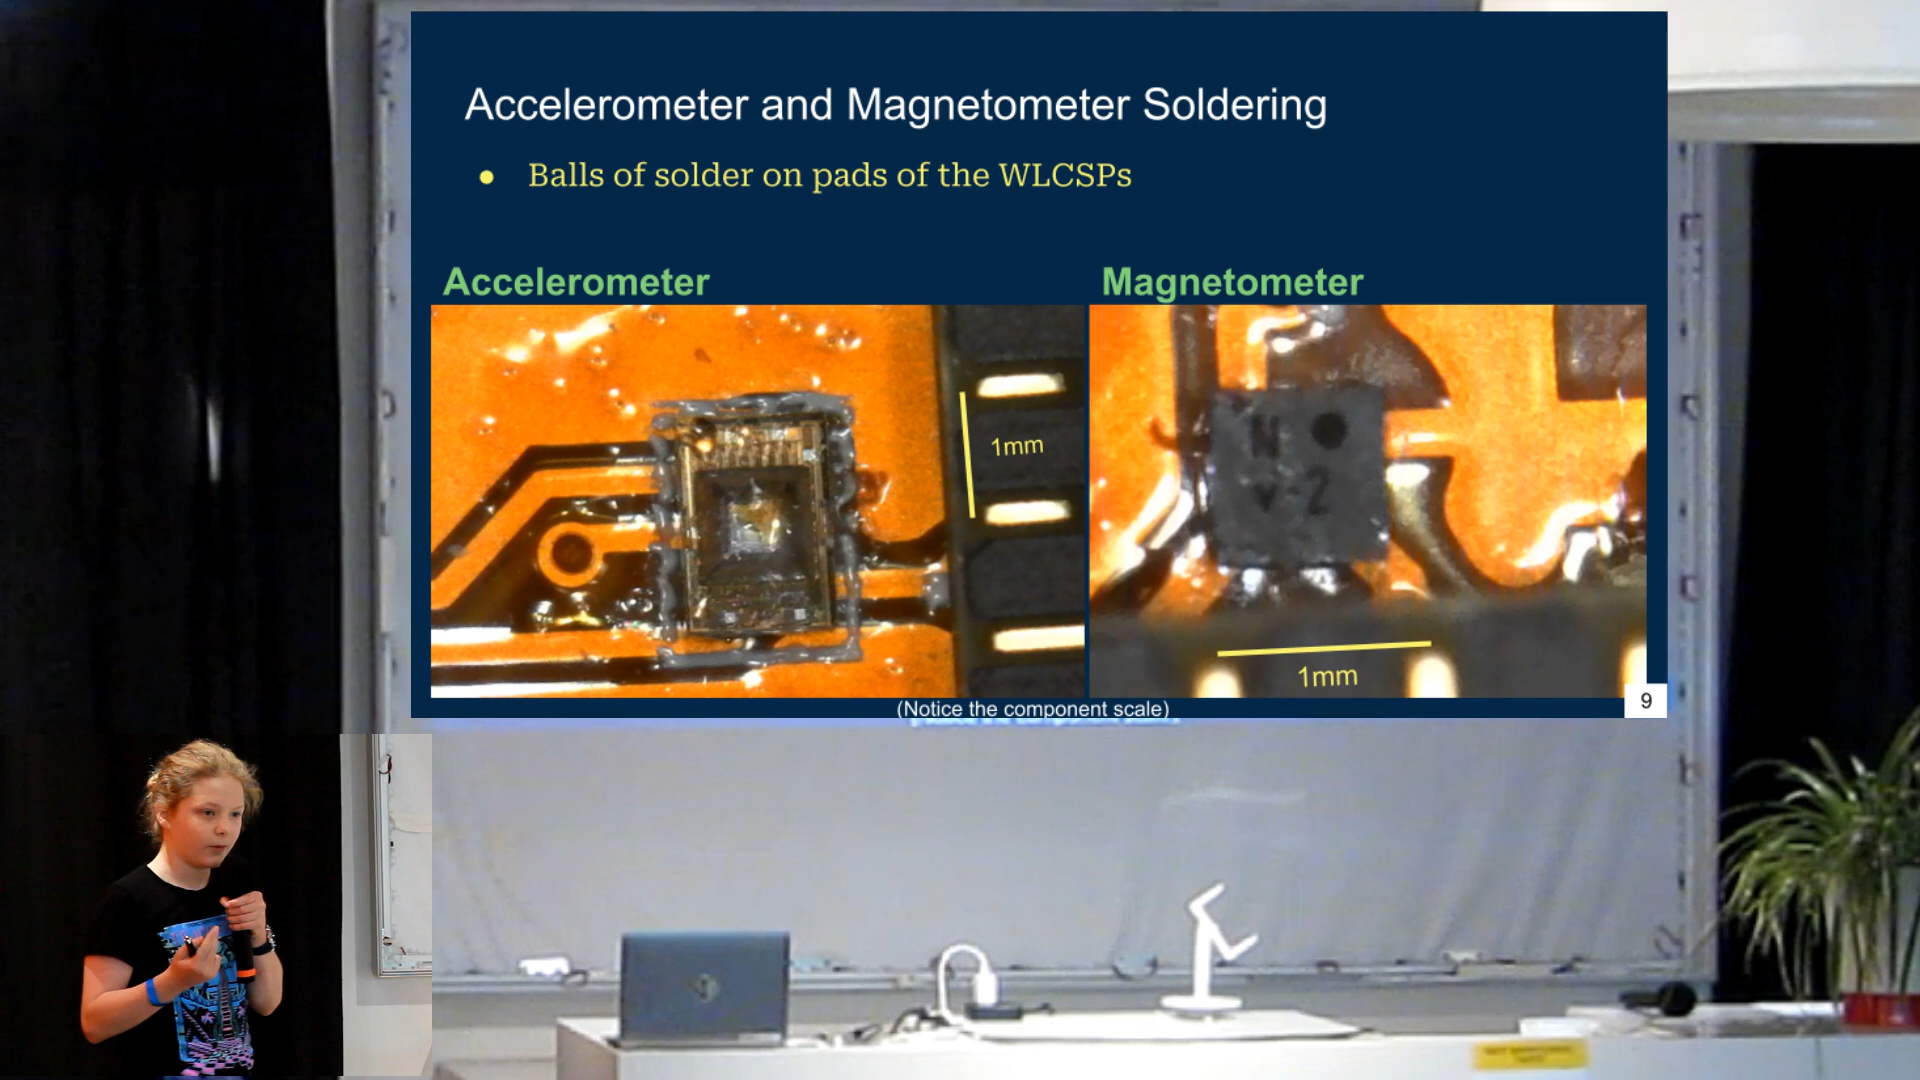 Accelerometer and Magnetometer Soldering
● Balls of solder on pads of the WLCSPs
Accelerometer
Magnetometer
1mm
N
V 2
1mm
(Notice the component scale)
9